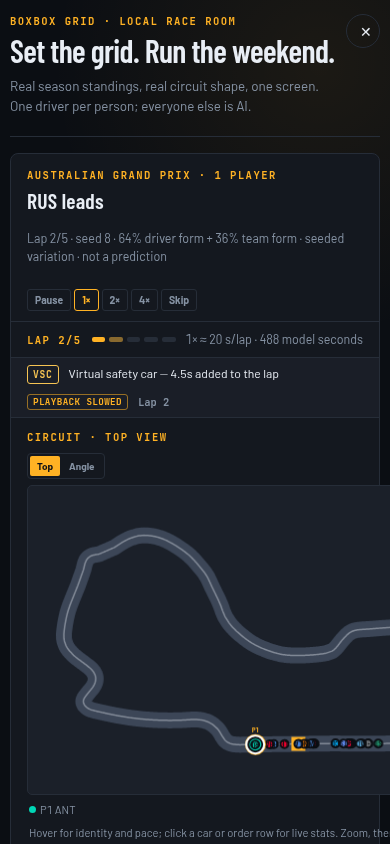 BOXBOX GRID · LOCAL RACE ROOM
Set the grid. Run the weekend.
×
Real season standings, real circuit shape, one screen.
One driver per person; everyone else is AI.
AUSTRALIAN GRAND PRIX · 1 PLAYER
RUS leads
Lap 2/5 · seed 8 · 64% driver form + 36% team form · seeded
variation · not a prediction
Pause 1× 2× 4× Skip
LAP 2/5 1× ≈ 20 s/lap · 488 model seconds
VSC Virtual safety car — 4.5s added to the lap
PLAYBACK SLOWED Lap 2
CIRCUIT · TOP VIEW
Top Angle
P1
P1 ANT
Hover for identity and pace; click a car or order row for live stats. Zoom, the